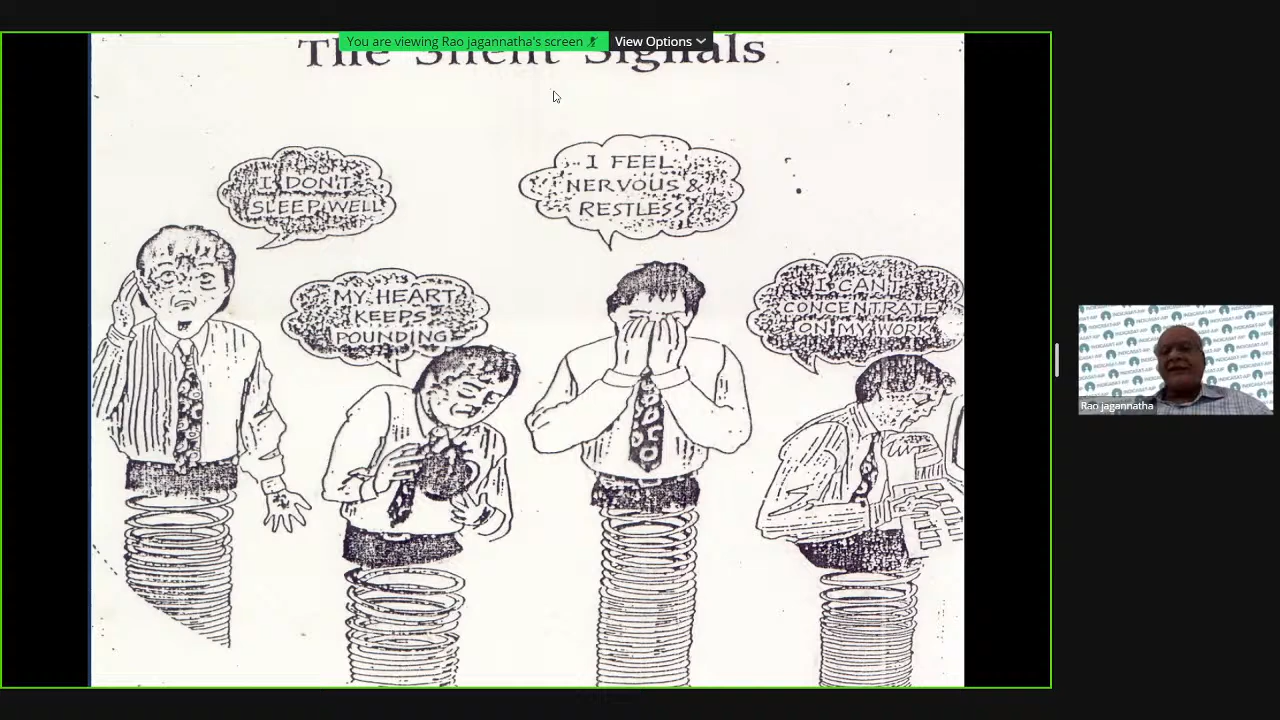 You are viewing Rao jagannatha's screen
View Options
The Silent Signals
I DON'T
SLEEP WELL
I FEEL
NERVOUS &
RESTLESS
MY HEART
KEEPS
POUNDING
I CAN'T
CONCENTRATE
ON MY WORK
Rao jagannatha